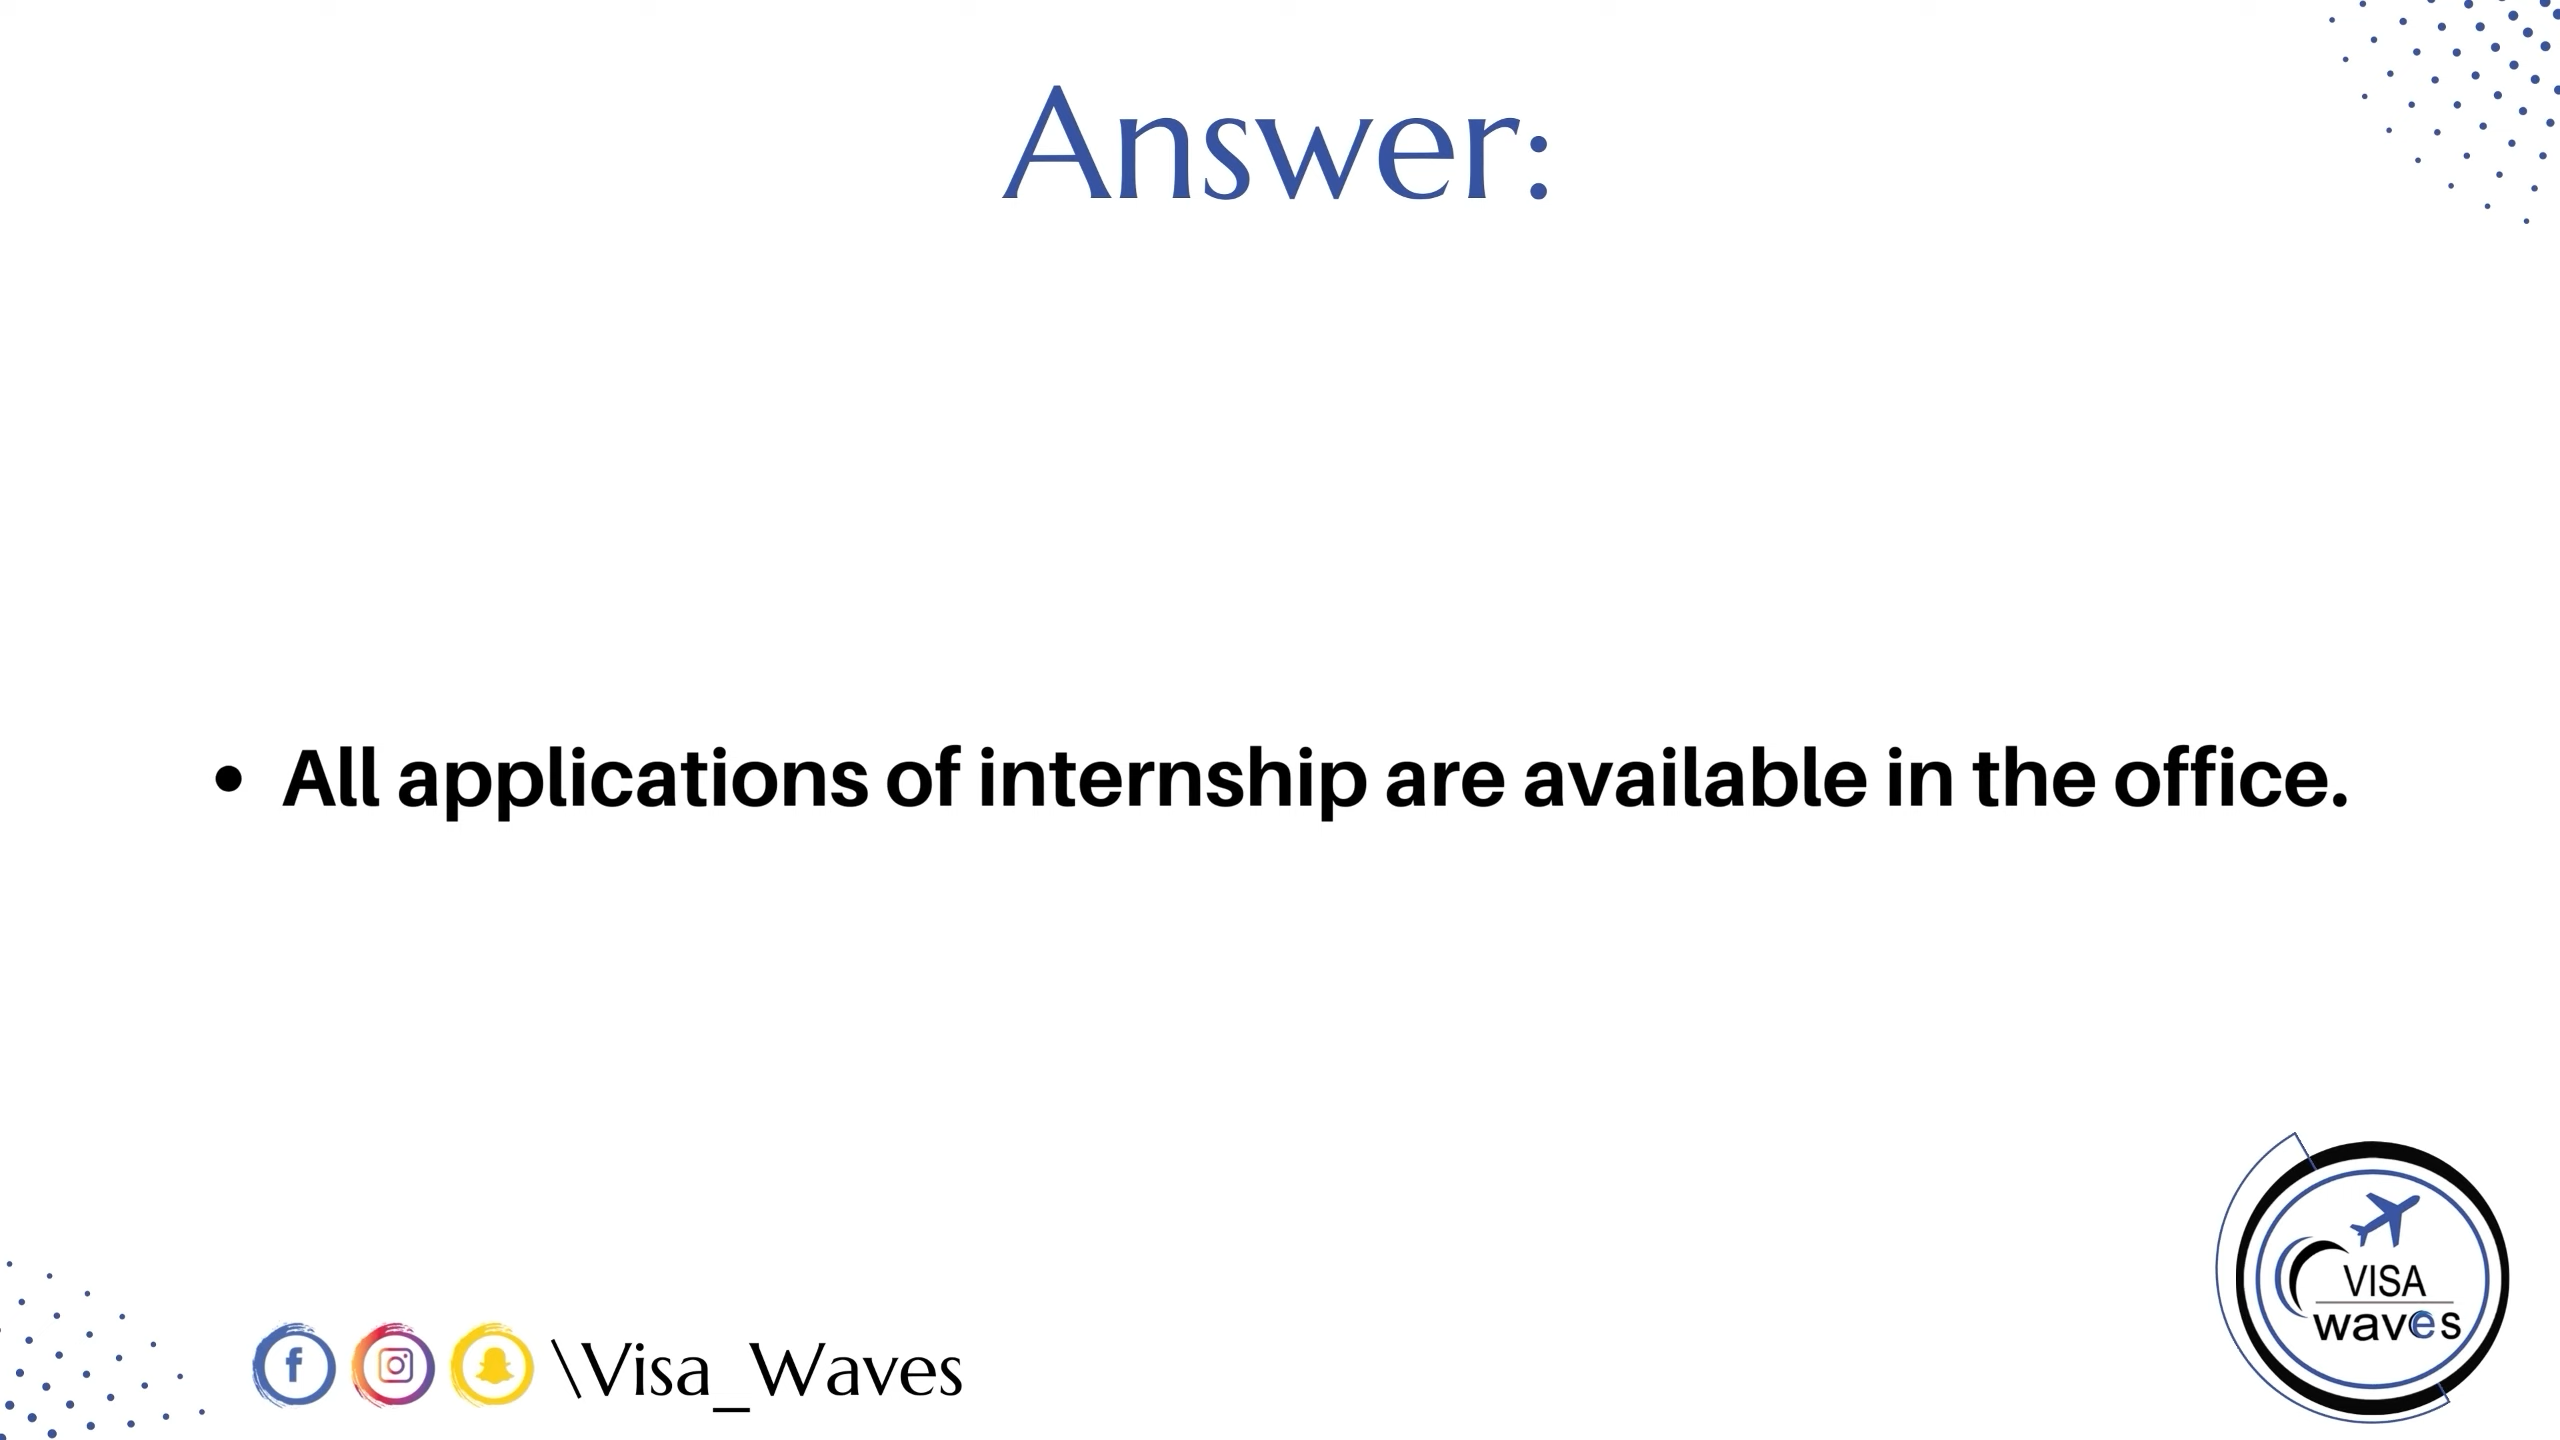 Answer:
• All applications of internship are available in the office.
\Visa_Waves
VISA
waves